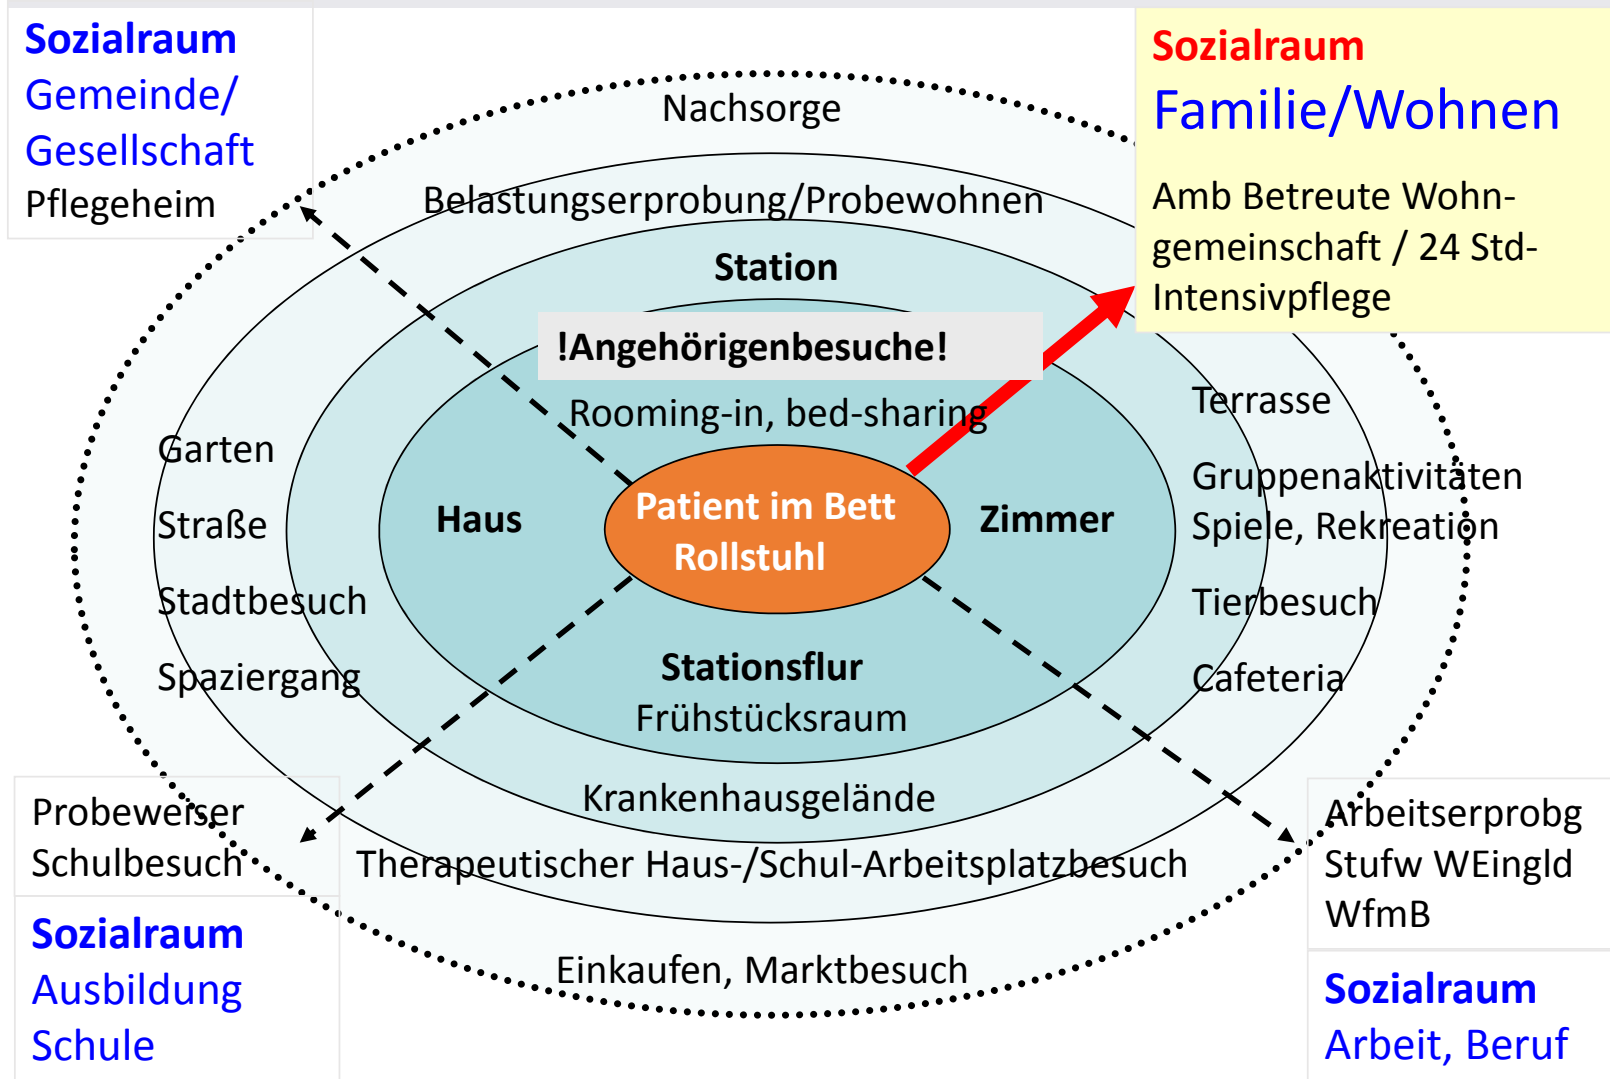 Sozialraum
Gemeinde/
Gesellschaft
Pflegeheim
Sozialraum
Familie/Wohnen
Amb Betreute Wohn-
gemeinschaft / 24 Std-
Intensivpflege
Nachsorge
Belastungserprobung/Probewohnen
Station
!Angehörigenbesuche!
Rooming-in, bed-sharing
Garten
Straße
Stadtbesuch
Spaziergang
Haus
Patient im Bett
Rollstuhl
Zimmer
Terrasse
Gruppenaktivitäten
Spiele, Rekreation
Tierbesuch
Cafeteria
Stationsflur
Frühstücksraum
Krankenhausgelände
Therapeutischer Haus-/Schul-Arbeitsplatzbesuch
Einkaufen, Marktbesuch
Probeweiser
Schulbesuch
Sozialraum
Ausbildung
Schule
Arbeitserprobg
Stufw WEingld
WfmB
Sozialraum
Arbeit, Beruf